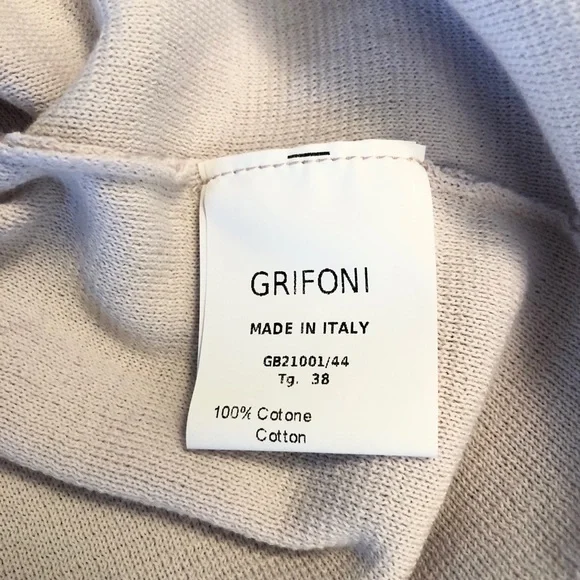 GRIFONI
MADE IN ITALY
GB21001/44
Tg. 38
100% Cotone
Cotton